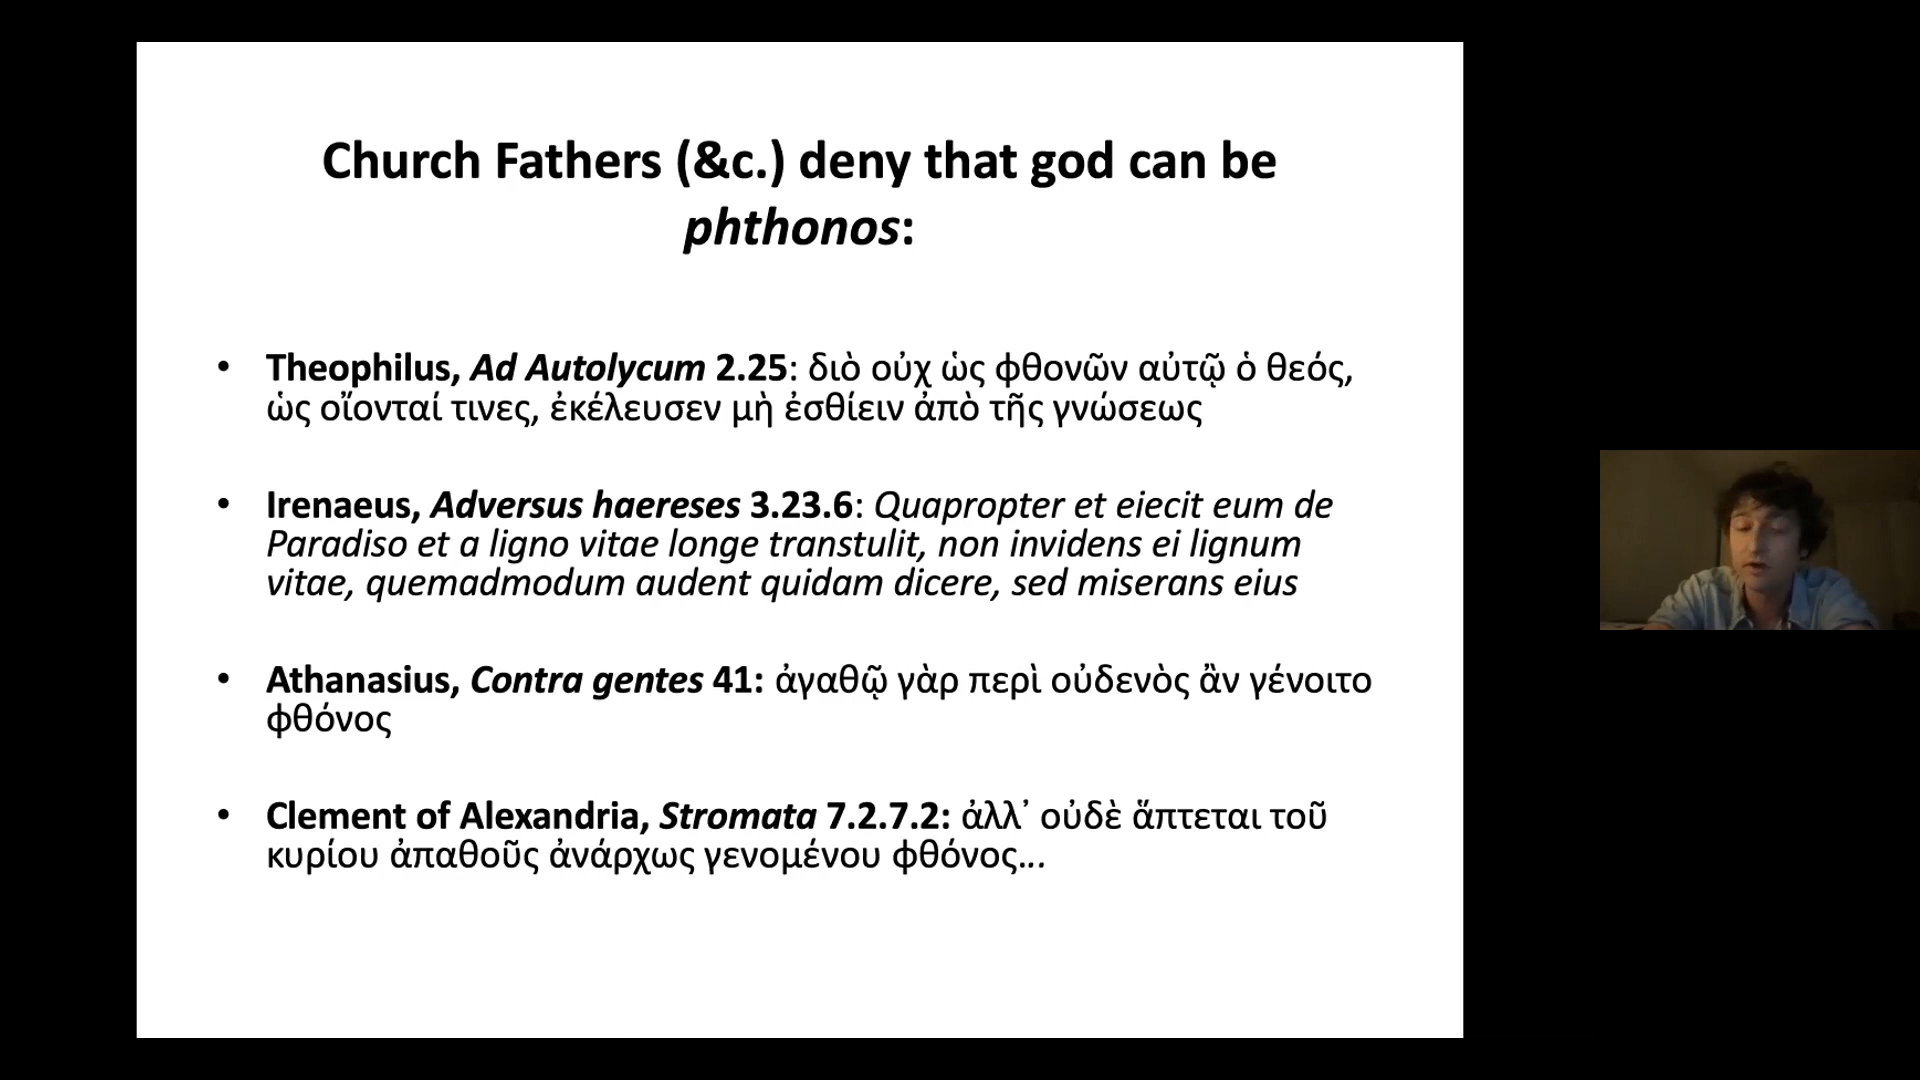 Church Fathers (&c.) deny that god can be
phthonos:
• Theophilus, Ad Autolycum 2.25: διὸ οὐχ ὡς φθονῶν αὐτῷ ὁ θεός,
ὡς οἴονταί τινες, ἐκέλευσεν μὴ ἐσθίειν ἀπὸ τῆς γνώσεως
• Irenaeus, Adversus haereses 3.23.6: Quapropter et eiecit eum de
Paradiso et a ligno vitae longe transtulit, non invidens ei lignum
vitae, quemadmodum audent quidam dicere, sed miserans eius
• Athanasius, Contra gentes 41: ἀγαθῷ γὰρ περὶ οὐδενὸς ἂν γένοιτο
φθόνος
• Clement of Alexandria, Stromata 7.2.7.2: ἀλλ᾽ οὐδὲ ἅπτεται τοῦ
κυρίου ἀπαθοῦς ἀνάρχως γενομένου φθόνος...